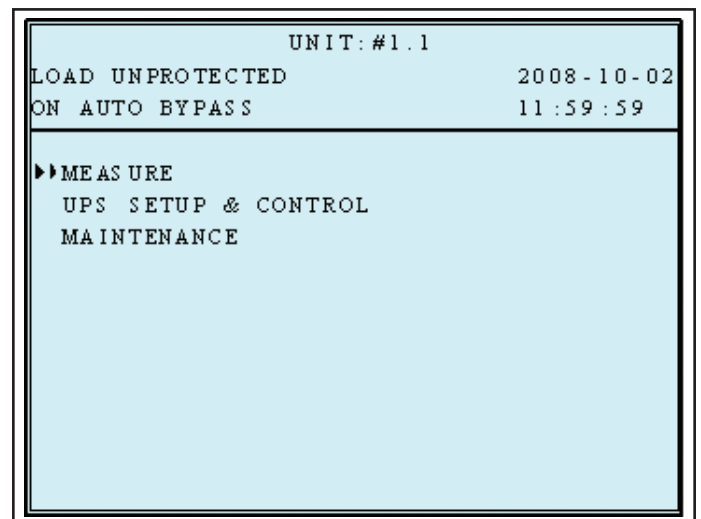 UNIT:#1.1
LOAD UNPROTECTED 2008-10-02
ON AUTO BYPASS 11:59:59
MEASURE
UPS SETUP & CONTROL
MAINTENANCE